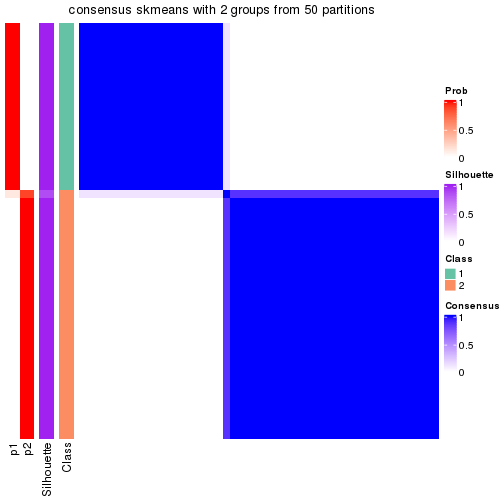 consensus skmeans with 2 groups from 50 partitions
Prob
1
0.5
0
Silhouette
1
0.5
0
Class
1
2
Consensus
1
0.5
0
p1
p2
Silhouette
Class